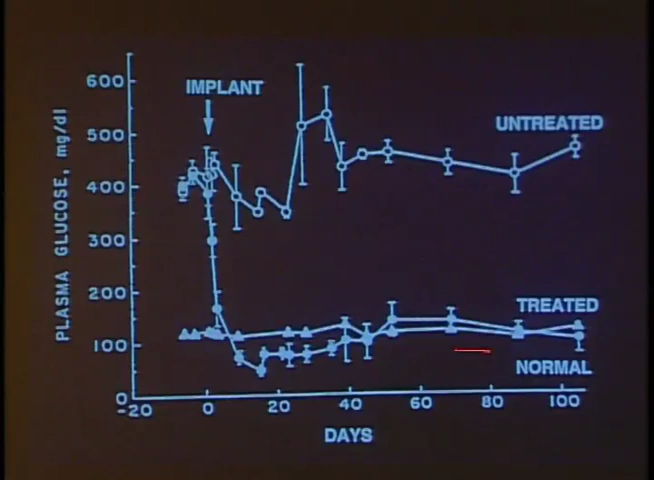 600
IMPLANT
500
UNTREATED
400
PLASMA GLUCOSE, mg/dl
300
200
TREATED
100
NORMAL
0
-20 0 20 40 60 80 100
DAYS